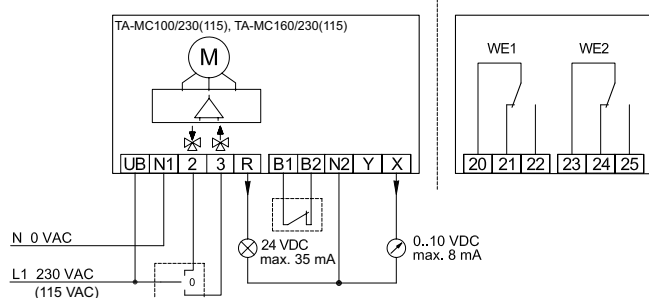 TA-MC100/230(115), TA-MC160/230(115)
M
UB N1 2 3 R B1 B2 N2 Y X
N 0 VAC
L1 230 VAC
(115 VAC)
0
24 VDC
max. 35 mA
0..10 VDC
max. 8 mA
WE1 WE2
20 21 22 23 24 25